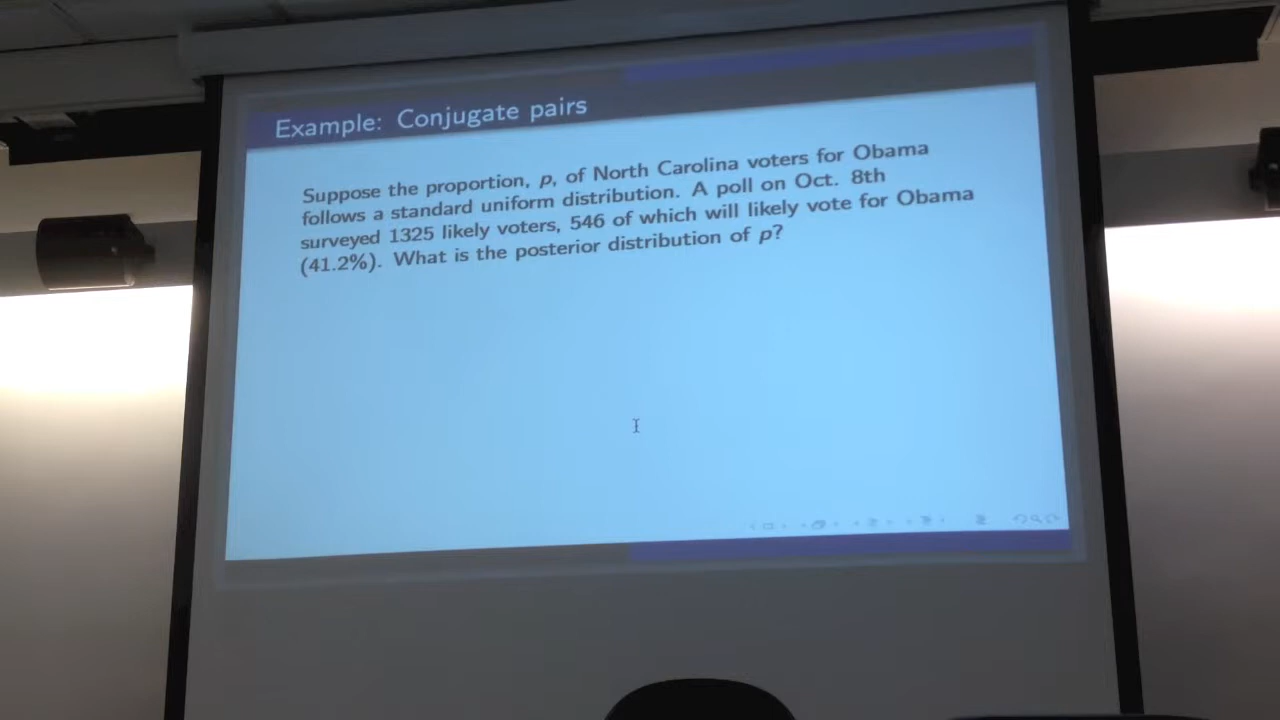 Example: Conjugate pairs
Suppose the proportion, p, of North Carolina voters for Obama
follows a standard uniform distribution. A poll on Oct. 8th
surveyed 1325 likely voters, 546 of which will likely vote for Obama
(41.2%). What is the posterior distribution of p?